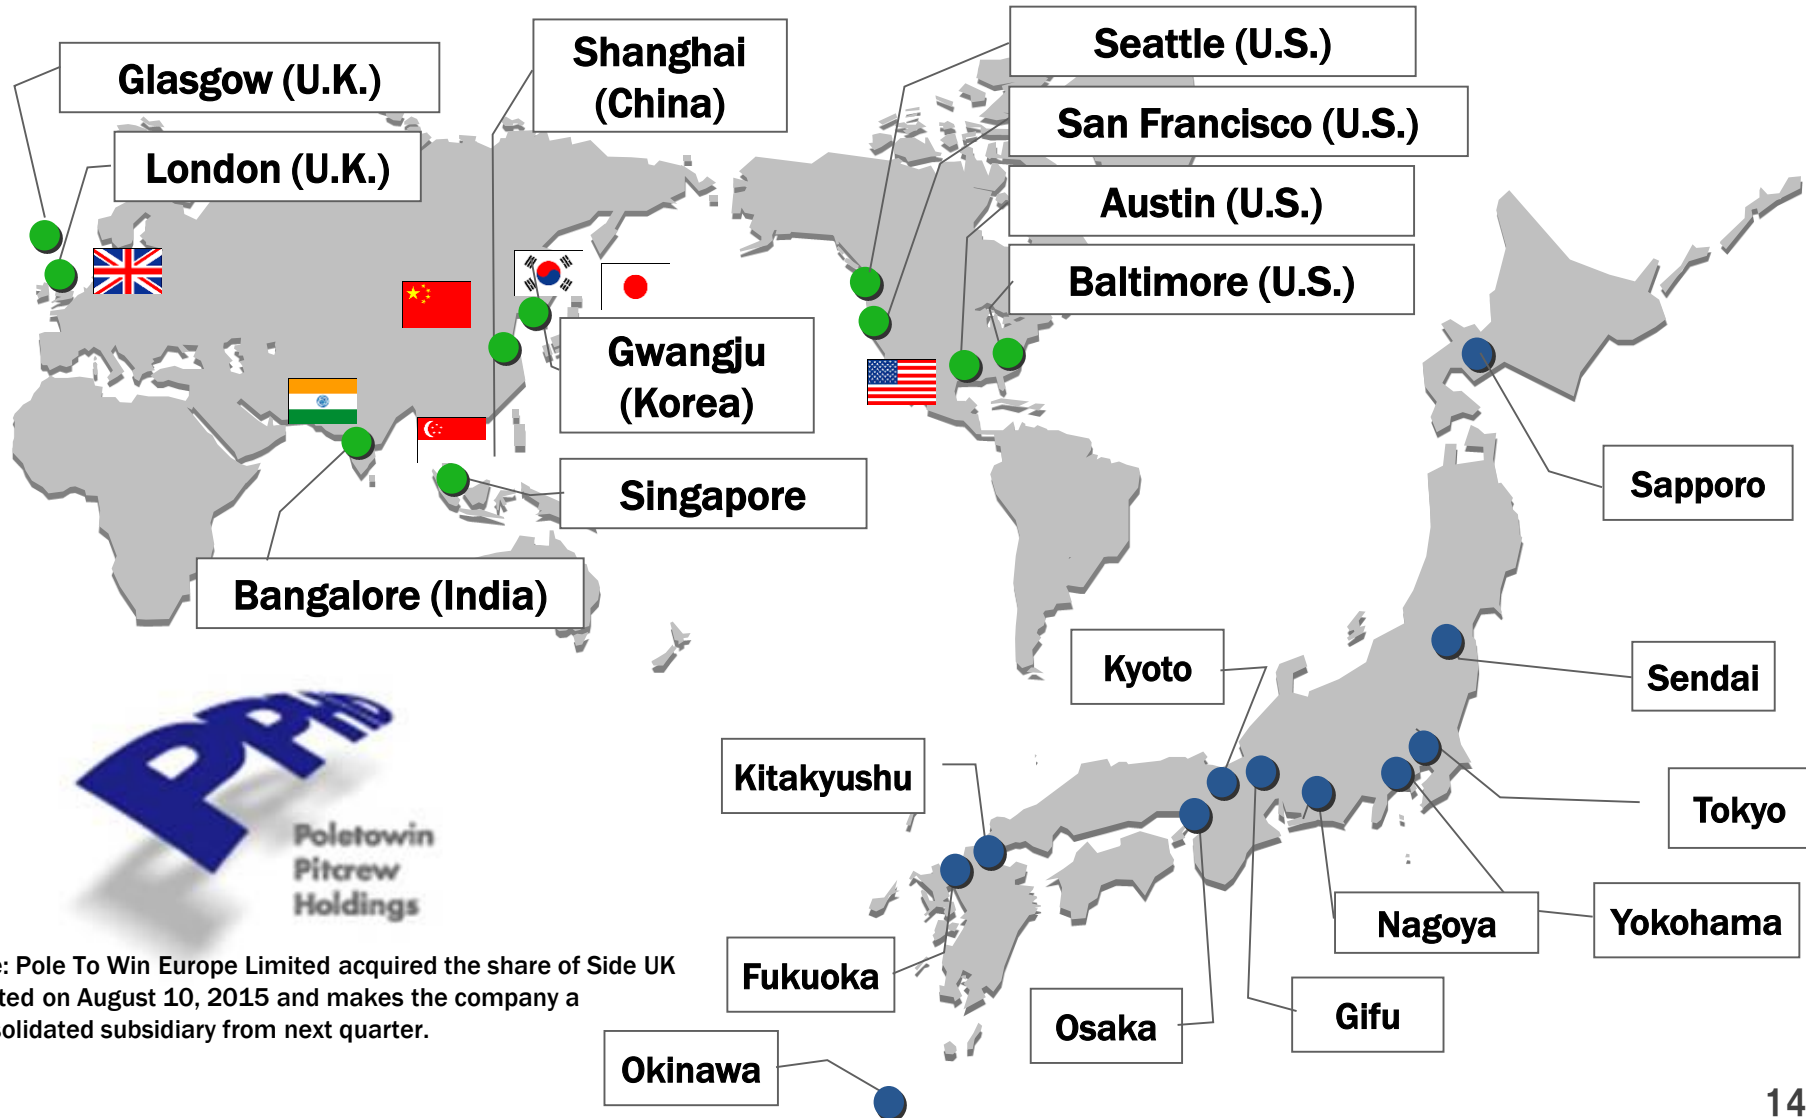 Glasgow (U.K.)
London (U.K.)
Shanghai
(China)
Seattle (U.S.)
San Francisco (U.S.)
Austin (U.S.)
Baltimore (U.S.)
Gwangju
(Korea)
Singapore
Bangalore (India)
Sapporo
Sendai
Kyoto
Kitakyushu
Tokyo
Nagoya
Yokohama
Fukuoka
Osaka
Gifu
Okinawa
PPHD
Poletowin
Pitcrew
Holdings
e: Pole To Win Europe Limited acquired the share of Side UK
ted on August 10, 2015 and makes the company a
solidated subsidiary from next quarter.
14